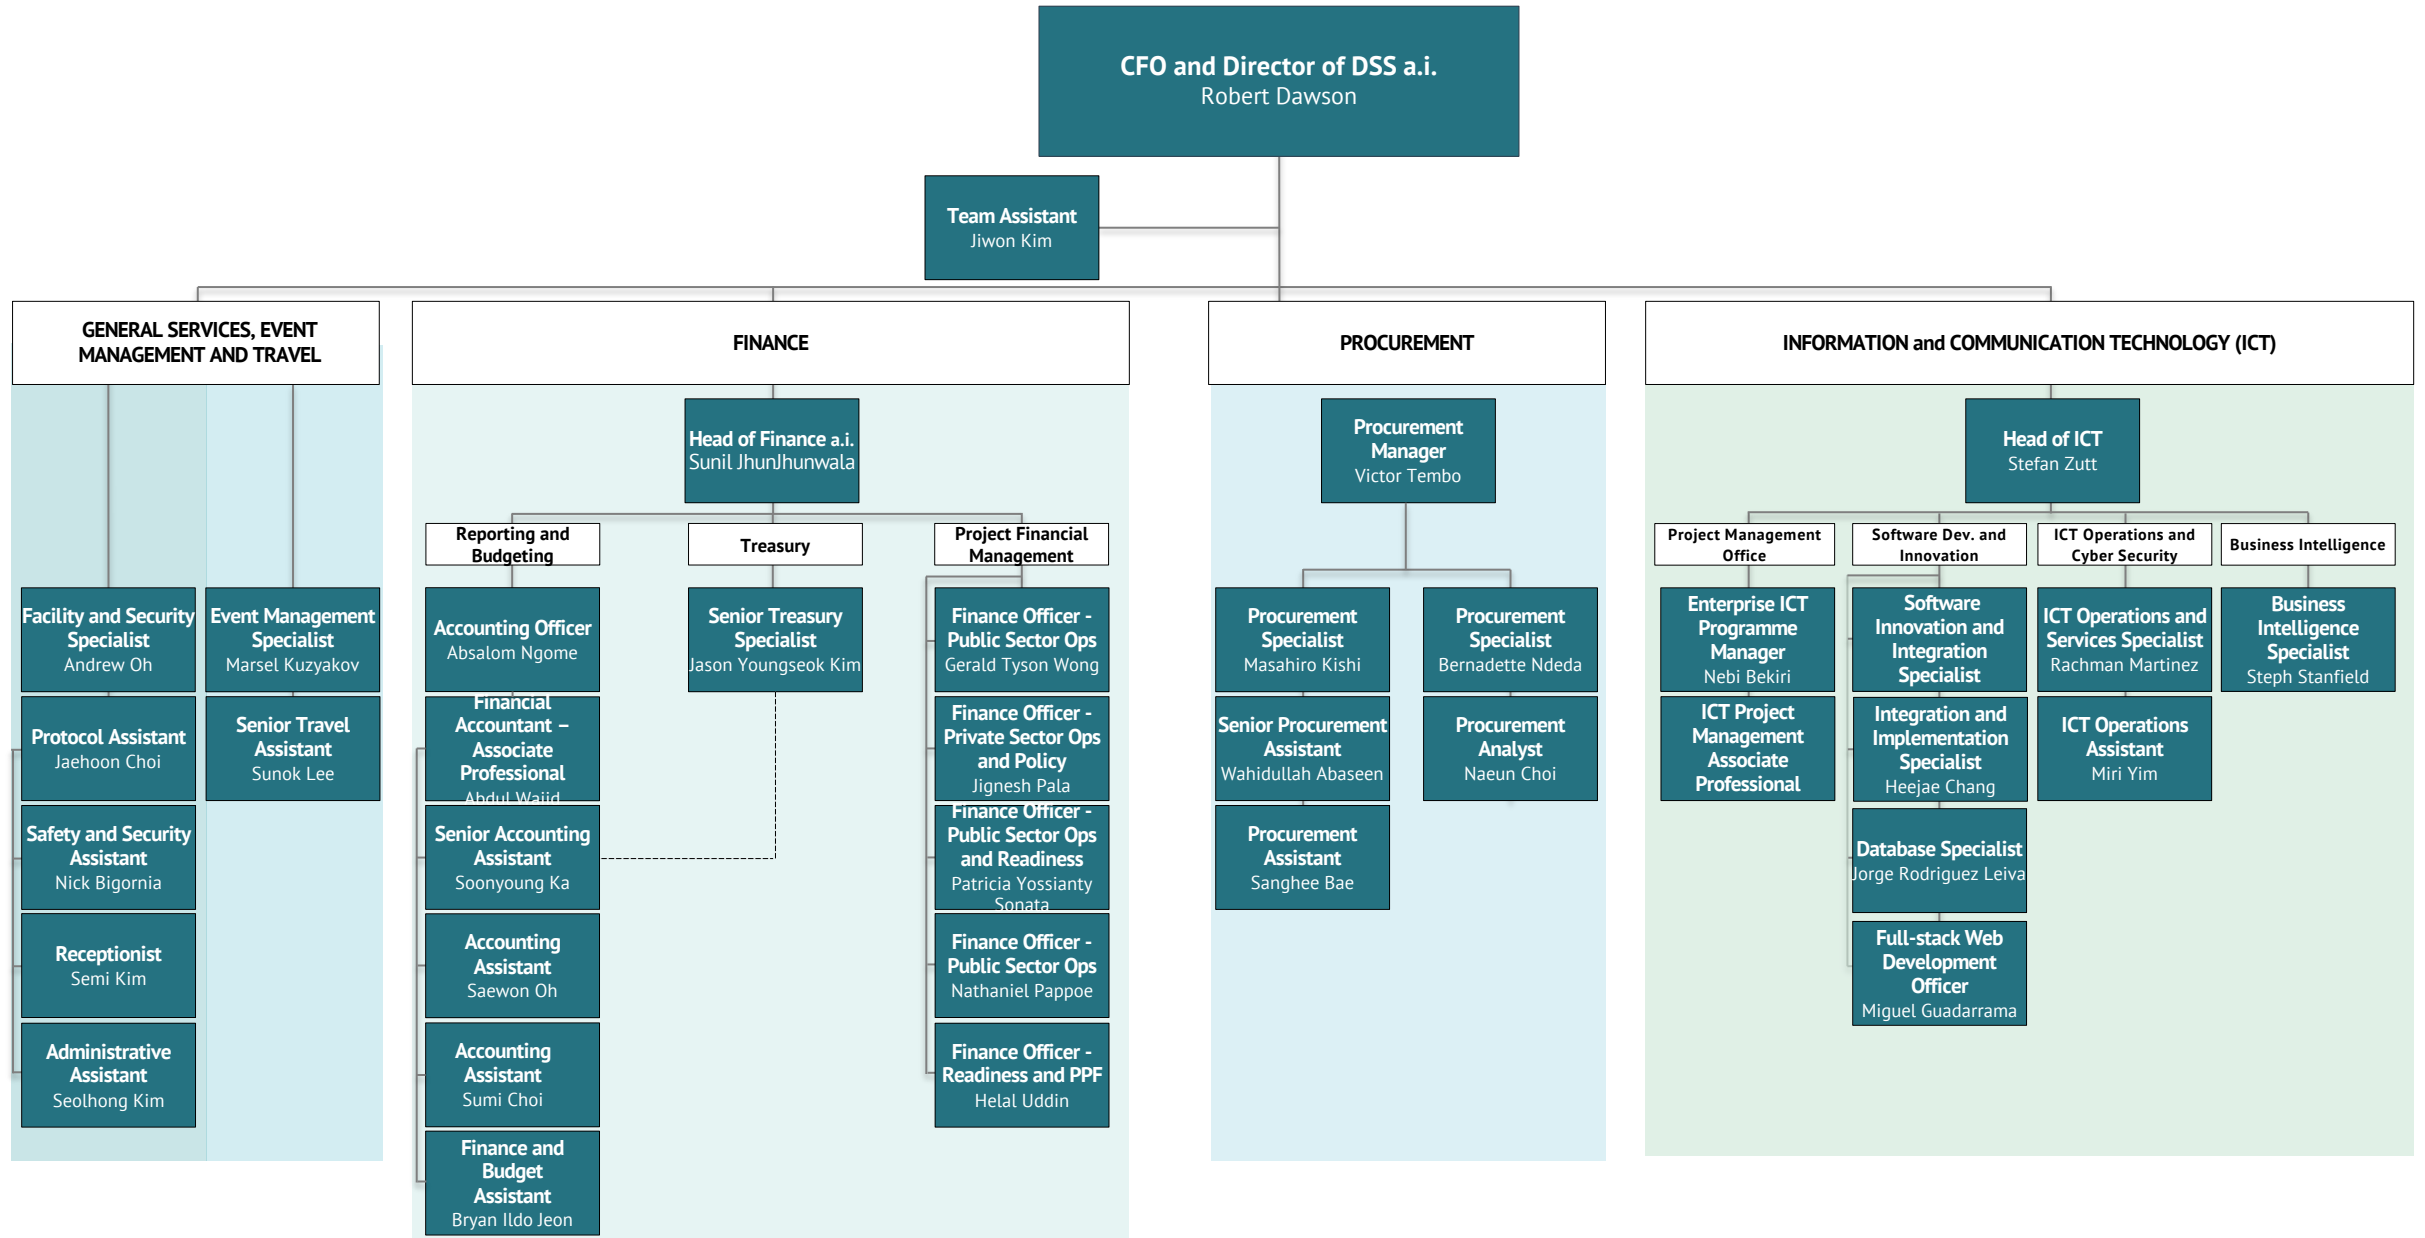 CFO and Director of DSS a.i.
Robert Dawson
Team Assistant
Jiwon Kim
GENERAL SERVICES, EVENT
MANAGEMENT AND TRAVEL
Facility and Security
Specialist
Andrew Oh
Protocol Assistant
Jaehoon Choi
Safety and Security
Assistant
Nick Bigornia
Receptionist
Semi Kim
Administrative
Assistant
Seolhong Kim
Event Management
Specialist
Marsel Kuzyakov
Senior Travel
Assistant
Sunok Lee
FINANCE
Head of Finance a.i.
Sunil JhunJhunwala
Reporting and
Budgeting
Accounting Officer
Absalom Ngome
Financial
Accountant –
Associate
Professional
Abdul Wajid
Senior Accounting
Assistant
Soonyoung Ka
Accounting
Assistant
Saewon Oh
Accounting
Assistant
Sumi Choi
Finance and
Budget
Assistant
Bryan Ildo Jeon
Treasury
Senior Treasury
Specialist
Jason Youngseok Kim
Project Financial
Management
Finance Officer -
Public Sector Ops
Gerald Tyson Wong
Finance Officer -
Private Sector Ops
and Policy
Jignesh Pala
Finance Officer -
Public Sector Ops
and Readiness
Patricia Yossianty
Sonata
Finance Officer -
Public Sector Ops
Nathaniel Pappoe
Finance Officer -
Readiness and PPF
Helal Uddin
PROCUREMENT
Procurement
Manager
Victor Tembo
Procurement
Specialist
Masahiro Kishi
Senior Procurement
Assistant
Wahidullah Abaseen
Procurement
Assistant
Sanghee Bae
Procurement
Specialist
Bernadette Ndeda
Procurement
Analyst
Naeun Choi
INFORMATION and COMMUNICATION TECHNOLOGY (ICT)
Head of ICT
Stefan Zutt
Project Management
Office
Enterprise ICT
Programme
Manager
Nebi Bekiri
ICT Project
Management
Associate
Professional
Software Dev. and
Innovation
Software
Innovation and
Integration
Specialist
Integration and
Implementation
Specialist
Heejae Chang
Database Specialist
Jorge Rodriguez Leiva
Full-stack Web
Development
Officer
Miguel Guadarrama
ICT Operations and
Cyber Security
ICT Operations and
Services Specialist
Rachman Martinez
ICT Operations
Assistant
Miri Yim
Business Intelligence
Business
Intelligence
Specialist
Steph Stanfield